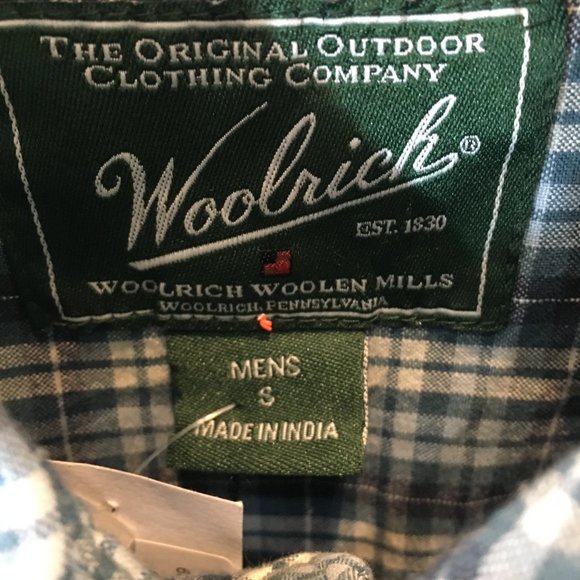 THE ORIGINAL OUTDOOR
CLOTHING COMPANY
Woolrich®
EST. 1830
WOOLRICH WOOLEN MILLS
WOOLRICH, PENNSYLVANIA
MENS
S
MADE IN INDIA